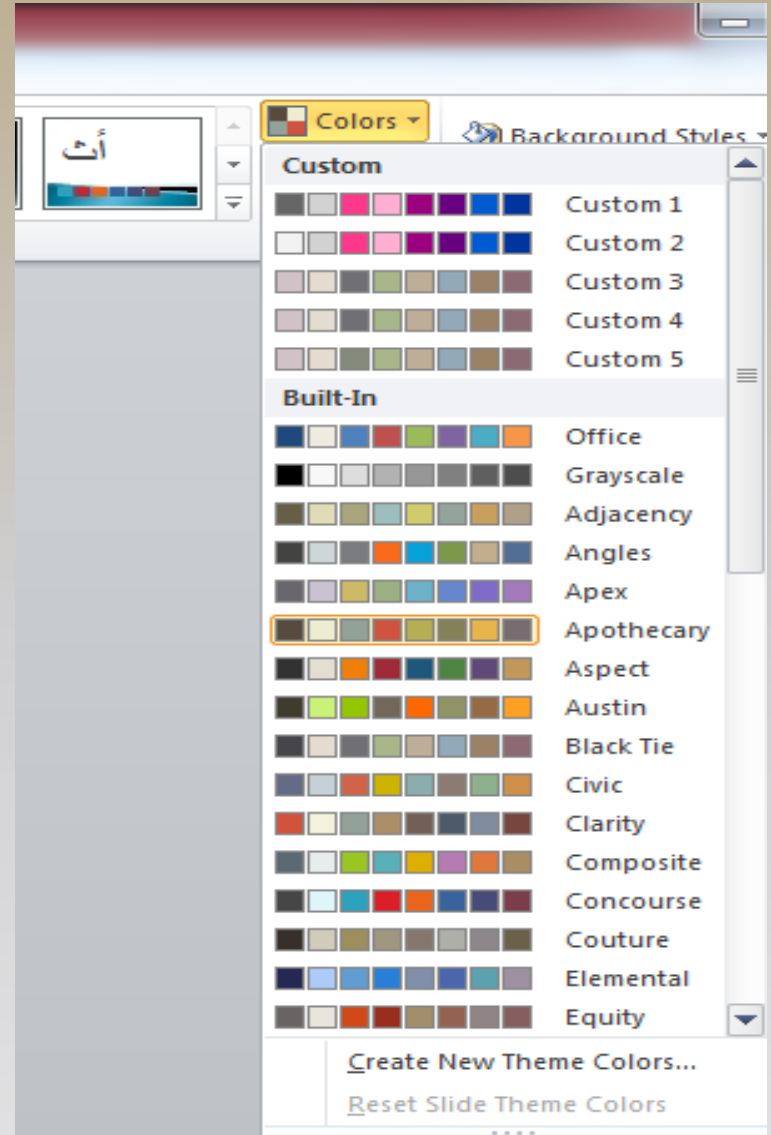 أث
Colors
Background Styles
Custom
Custom 1
Custom 2
Custom 3
Custom 4
Custom 5
Built-In
Office
Grayscale
Adjacency
Angles
Apex
Apothecary
Aspect
Austin
Black Tie
Civic
Clarity
Composite
Concourse
Couture
Elemental
Equity
Create New Theme Colors...
Reset Slide Theme Colors